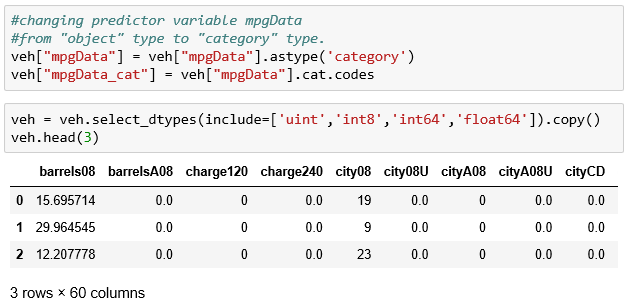 #changing predictor variable mpgData
#from "object" type to "category" type.
veh["mpgData"] = veh["mpgData"].astype('category')
veh["mpgData_cat"] = veh["mpgData"].cat.codes
veh = veh.select_dtypes(include=['uint','int8','int64','float64']).copy()
veh.head(3)
barrels08 barrelsA08 charge120 charge240 city08 city08U cityA08 cityA08U cityCD
0 15.695714 0.0 0 0.0 19 0.0 0 0.0 0.0
1 29.964545 0.0 0 0.0 9 0.0 0 0.0 0.0
2 12.207778 0.0 0 0.0 23 0.0 0 0.0 0.0
3 rows × 60 columns